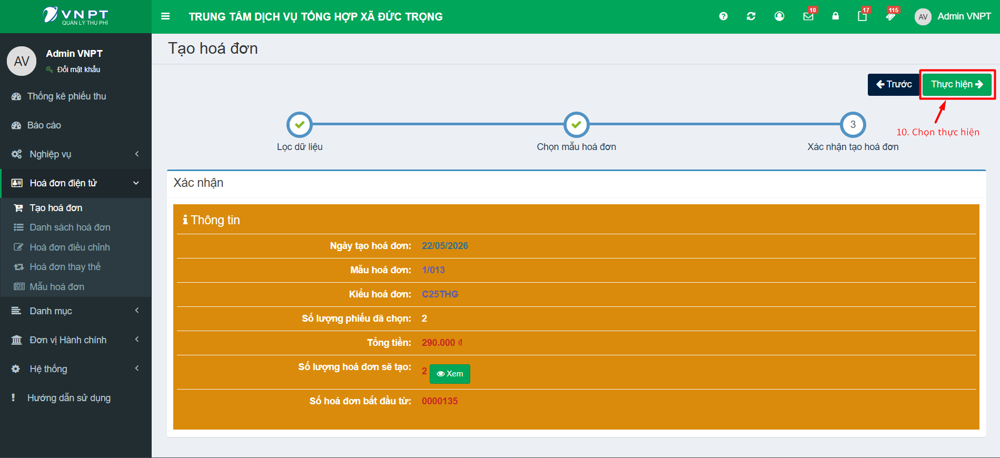 VNPT
QUẢN LÝ THU PHÍ
TRUNG TÂM DỊCH VỤ TỔNG HỢP XÃ ĐỨC TRỌNG
10
17
115
AV
Admin VNPT
AV
Admin VNPT
Đổi mật khẩu
Thống kê phiếu thu
Báo cáo
Nghiệp vụ
Hoá đơn điện tử
Tạo hoá đơn
Danh sách hoá đơn
Hoá đơn điều chỉnh
Hoá đơn thay thế
Mẫu hoá đơn
Danh mục
Đơn vị Hành chính
Hệ thống
Hướng dẫn sử dụng
Tạo hoá đơn
Trước
Thực hiện
10. Chọn thực hiện
3
Lọc dữ liệu
Chọn mẫu hoá đơn
Xác nhận tạo hoá đơn
Xác nhận
Thông tin
Ngày tạo hoá đơn: 22/05/2026
Mẫu hoá đơn: 1/013
Kiểu hoá đơn: C25THG
Số lượng phiếu đã chọn: 2
Tổng tiền: 290.000 ₫
Số lượng hoá đơn sẽ tạo: 2 Xem
Số hoá đơn bắt đầu từ: 0000135